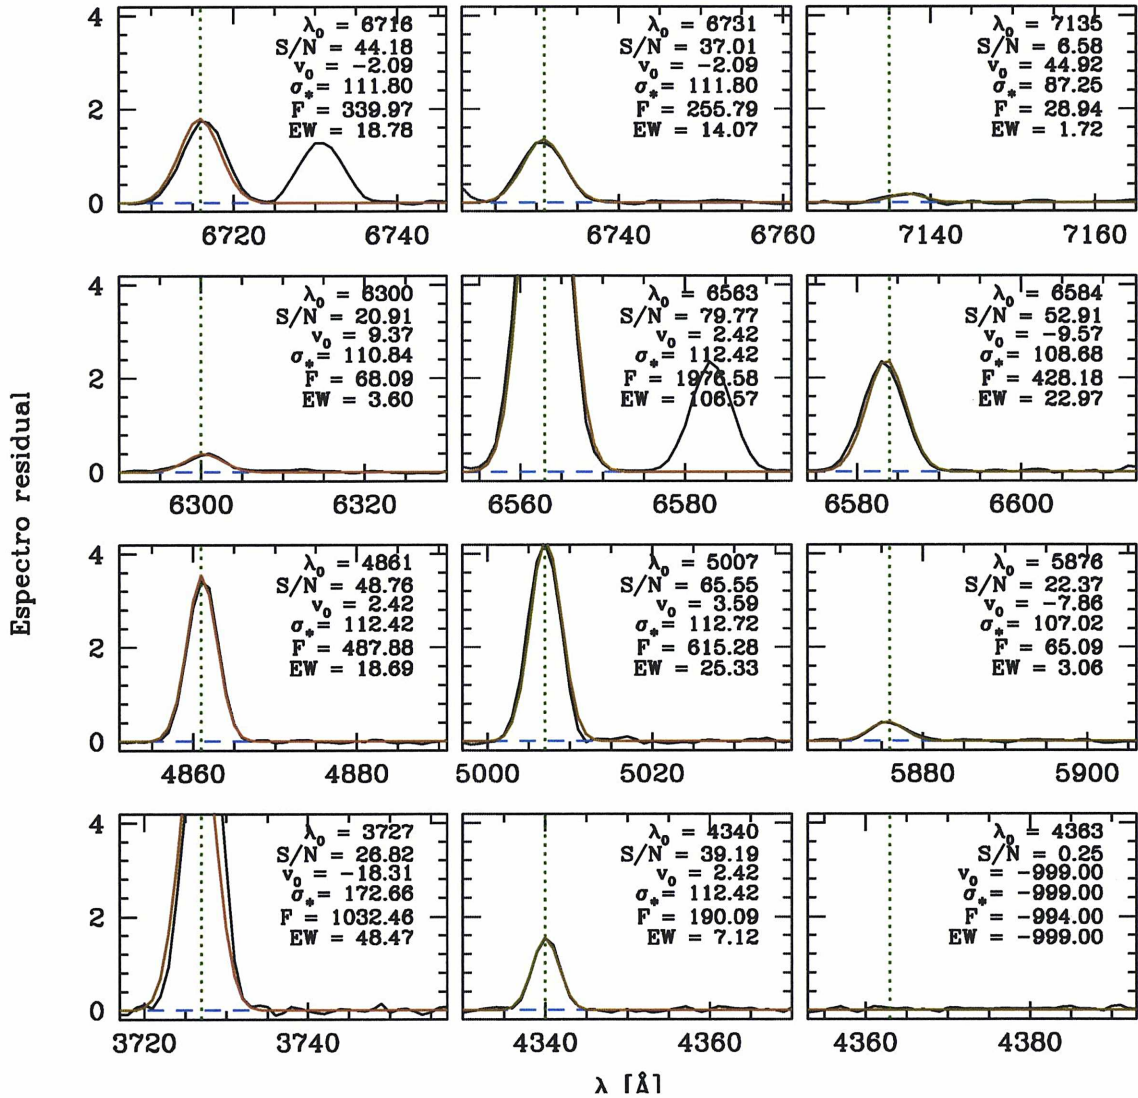 4
2
0
λ₀ = 6716
S/N = 44.18
v₀ = -2.09
σ* = 111.80
F = 339.97
EW = 18.78
6720 6740
λ₀ = 6731
S/N = 37.01
v₀ = -2.09
σ* = 111.80
F = 255.79
EW = 14.07
6740 6760
λ₀ = 7135
S/N = 6.58
v₀ = 44.92
σ* = 87.25
F = 28.94
EW = 1.72
7140 7160
4
2
0
λ₀ = 6300
S/N = 20.91
v₀ = 9.37
σ* = 110.84
F = 68.09
EW = 3.60
6300 6320
λ₀ = 6563
S/N = 79.77
v₀ = 2.42
σ* = 112.42
F = 1976.58
EW = 106.57
6560 6580
λ₀ = 6584
S/N = 52.91
v₀ = -9.57
σ* = 108.68
F = 428.18
EW = 22.97
6580 6600
Espectro residual
4
2
0
λ₀ = 4861
S/N = 48.76
v₀ = 2.42
σ* = 112.42
F = 487.88
EW = 18.69
4860 4880
λ₀ = 5007
S/N = 65.55
v₀ = 3.59
σ* = 112.72
F = 615.28
EW = 25.33
5000 5020
λ₀ = 5876
S/N = 22.37
v₀ = -7.86
σ* = 107.02
F = 65.09
EW = 3.06
5880 5900
4
2
0
λ₀ = 3727
S/N = 26.82
v₀ = -18.31
σ* = 172.66
F = 1032.46
EW = 48.47
3720 3740
λ₀ = 4340
S/N = 39.19
v₀ = 2.42
σ* = 112.42
F = 190.09
EW = 7.12
4340 4360
λ₀ = 4363
S/N = 0.25
v₀ = -999.00
σ* = -999.00
F = -994.00
EW = -999.00
4360 4380
λ [Å]